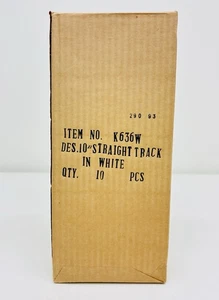 200 03
ITEM NO. K636W
DES.10"STRAIGHT TRACK
IN WHITE
QTY. 10 PCS